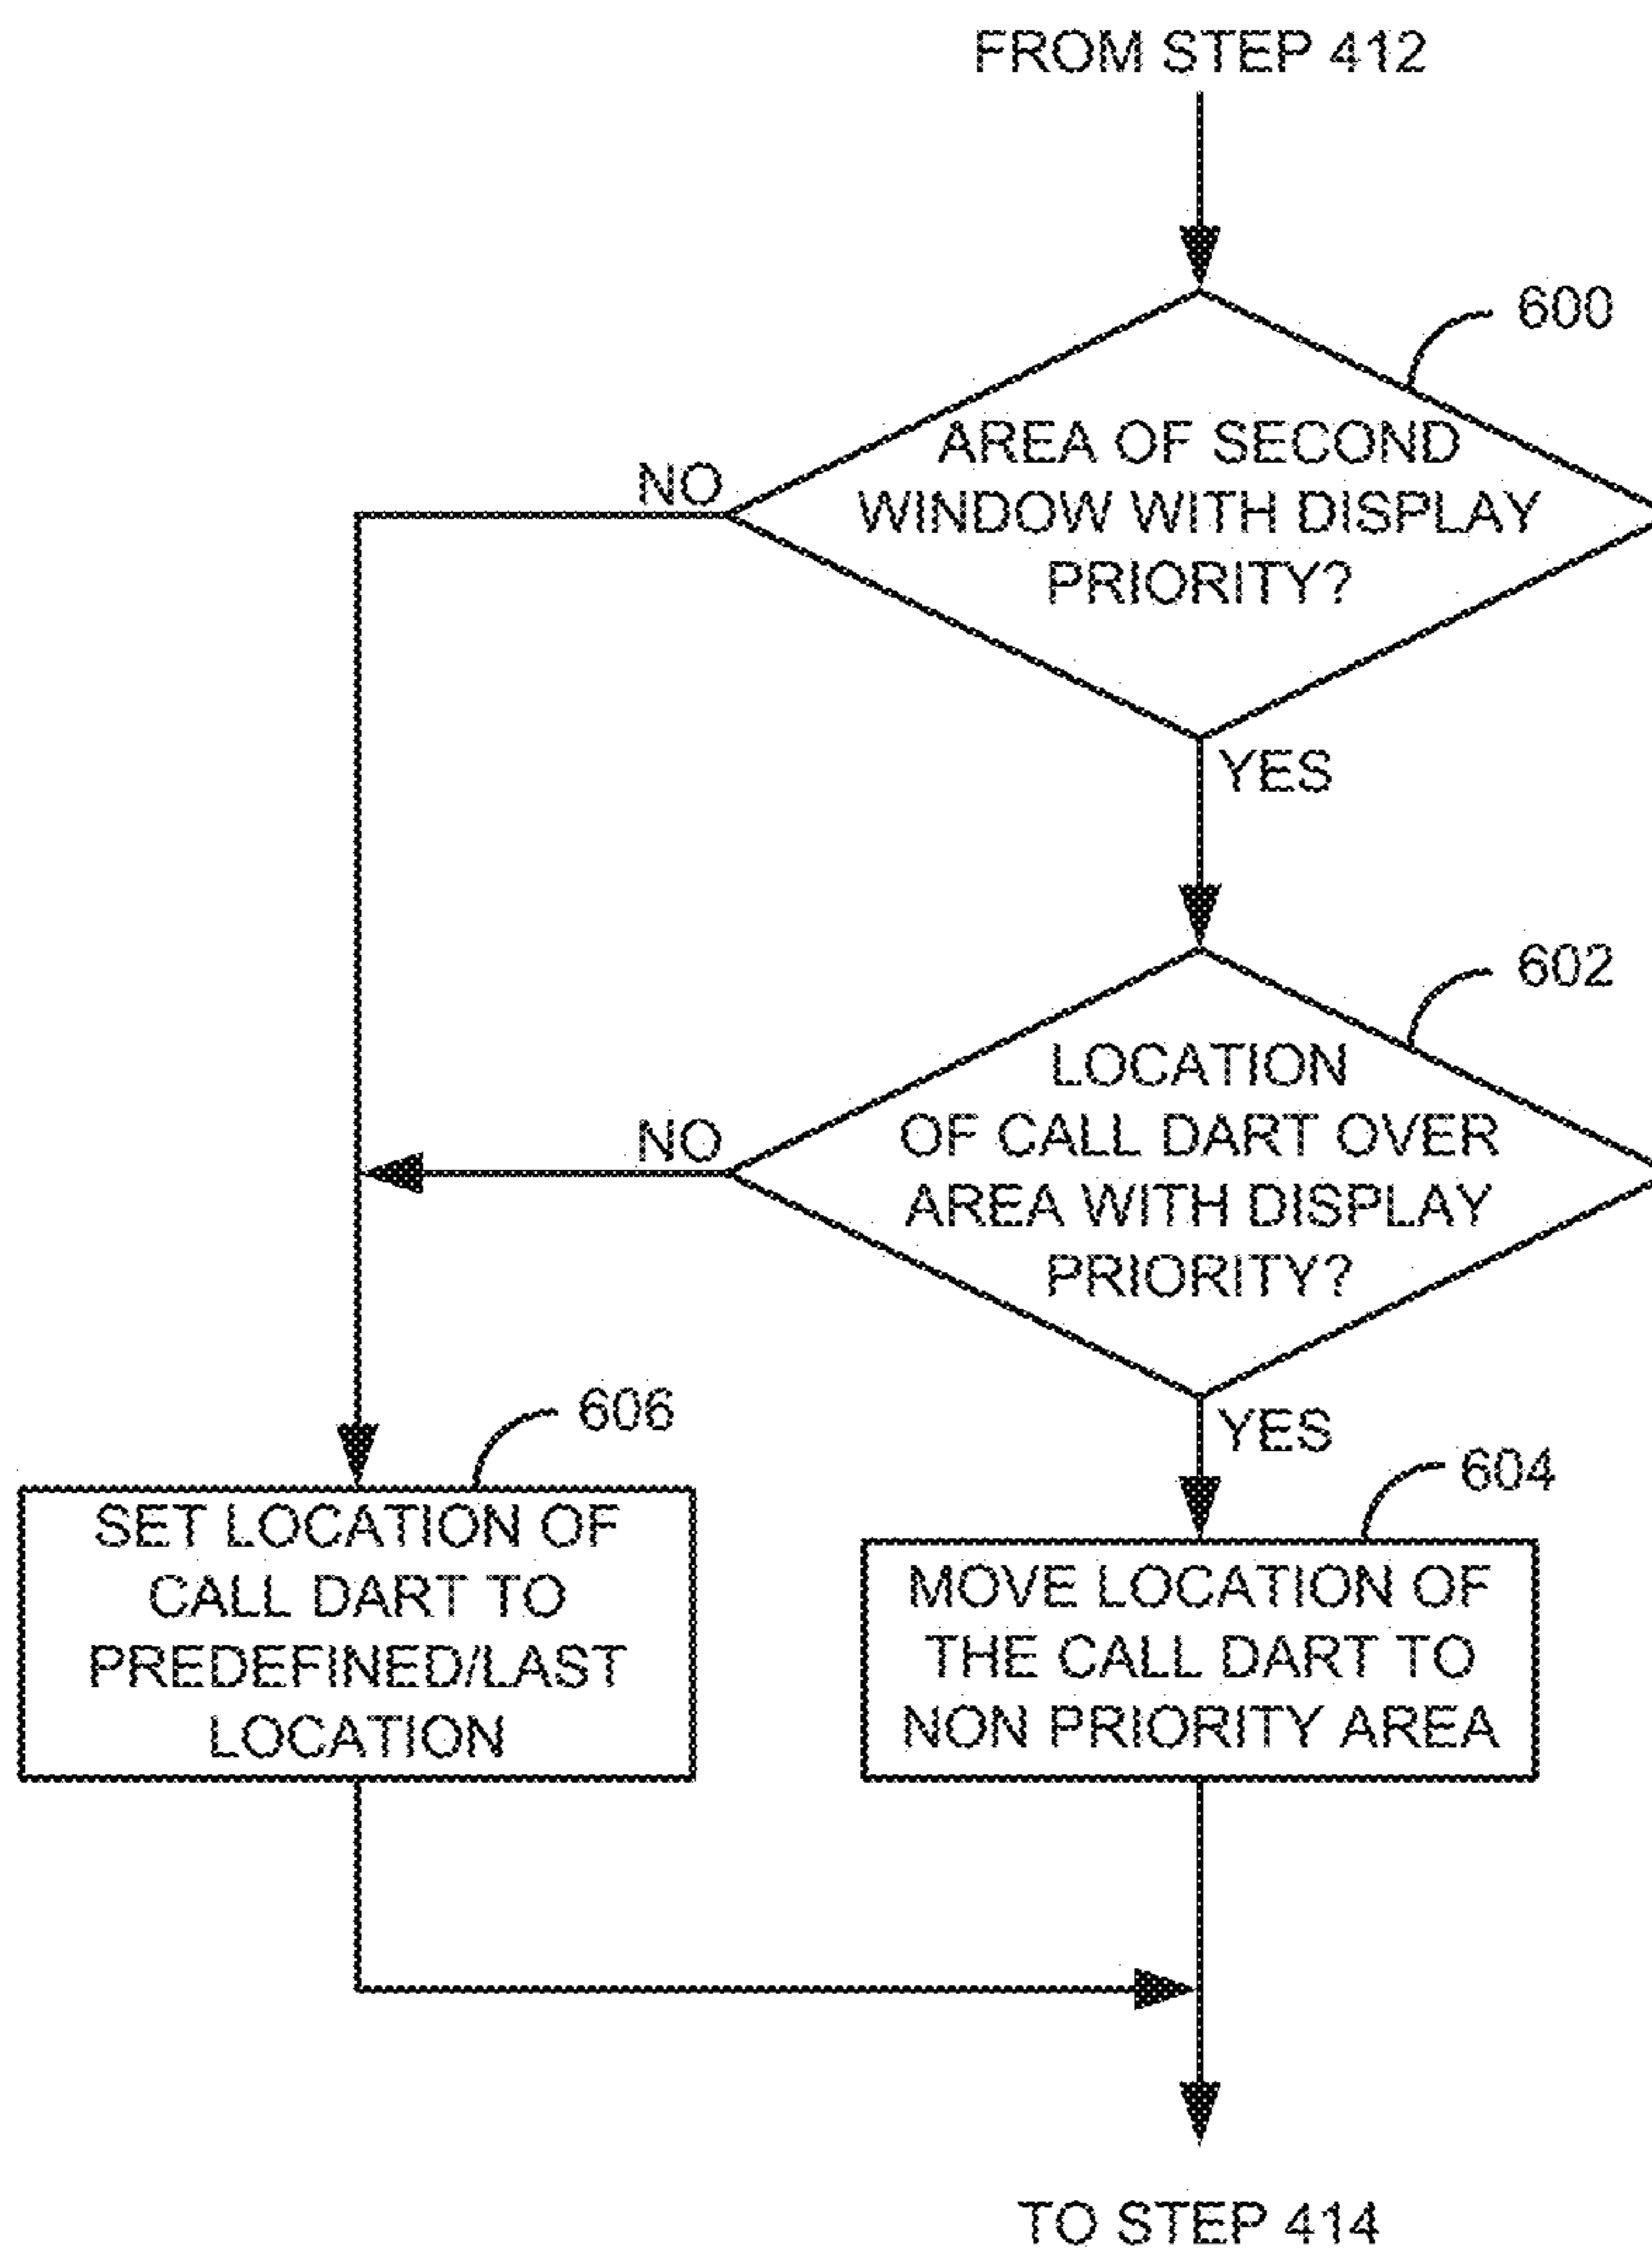 FROM STEP 412
600
AREA OF SECOND
WINDOW WITH DISPLAY
PRIORITY?
NO
YES
602
LOCATION
OF CALL DART OVER
AREA WITH DISPLAY
PRIORITY?
NO
YES
606
SET LOCATION OF
CALL DART TO
PREDEFINED/LAST
LOCATION
604
MOVE LOCATION OF
THE CALL DART TO
NON PRIORITY AREA
TO STEP 414